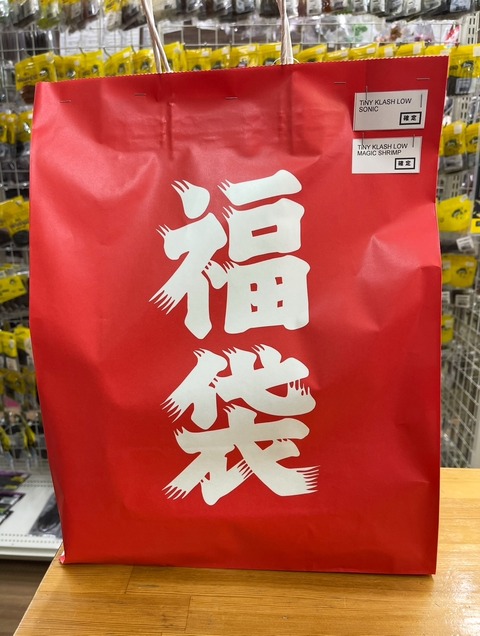 TINY KLASH LOW
SONIC
確定
TINY KLASH LOW
MAGIC SHRIMP
確定
福
袋